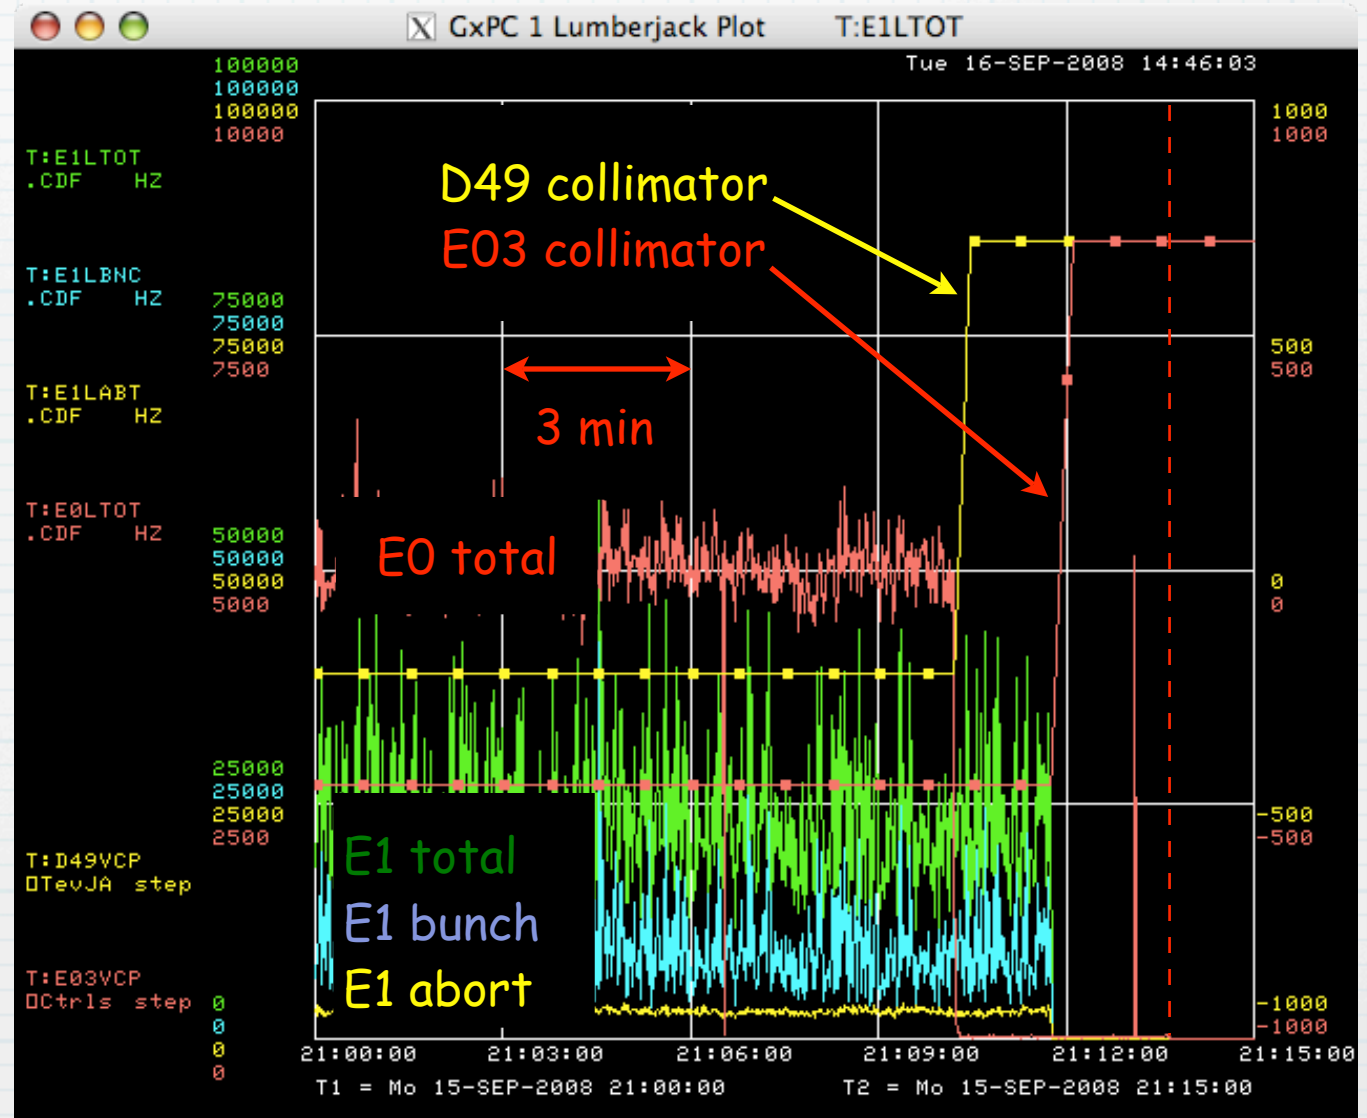 GxPC 1 Lumberjack Plot T:E1LTOT
Tue 16-SEP-2008 14:46:03
100000
100000
100000
10000
1000
1000
T:E1LTOT
.CDF HZ
D49 collimator
E03 collimator
T:E1LBNC
.CDF HZ
75000
75000
75000
7500
500
500
T:E1LABT
.CDF HZ
3 min
T:E0LTOT
.CDF HZ
50000
50000
50000
5000
0
0
E0 total
25000
25000
25000
2500
-500
-500
T:D49VCP
□TevJA step
E1 total
E1 bunch
E1 abort
T:E03VCP
□Ctrls step
0
0
0
0
-1000
-1000
21:00:00 21:03:00 21:06:00 21:09:00 21:12:00 21:15:00
T1 = Mo 15-SEP-2008 21:00:00 T2 = Mo 15-SEP-2008 21:15:00